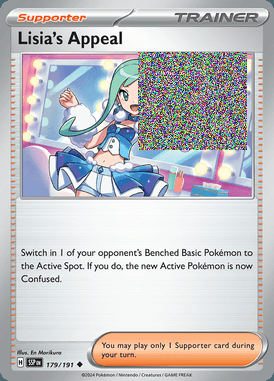 Supporter
TRAINER
Lisia's Appeal
Switch in 1 of your opponent's Benched Basic Pokémon to
the Active Spot. If you do, the new Active Pokémon is now
Confused.
Illus. En Morikura
You may play only 1 Supporter card during
your turn.
H SSP EN 179/191
©2024 Pokémon / Nintendo / Creatures / GAME FREAK